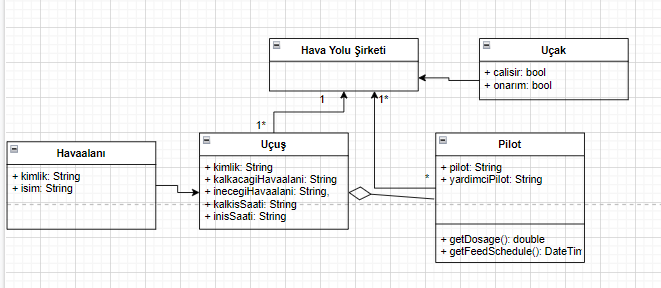 Hava Yolu Şirketi
Uçak
+ calisir: bool
+ onarım: bool
1
1*
1*
Havaalanı
+ kimlik: String
+ isim: String
Uçuş
+ kimlik: String
+ kalkacagiHavaalani: String
+ inecegiHavaalani: String,
+ kalkisSaati: String
+ inisSaati: String
*
Pilot
+ pilot: String
+ yardimciPilot: String
+ getDosage(): double
+ getFeedSchedule(): DateTim